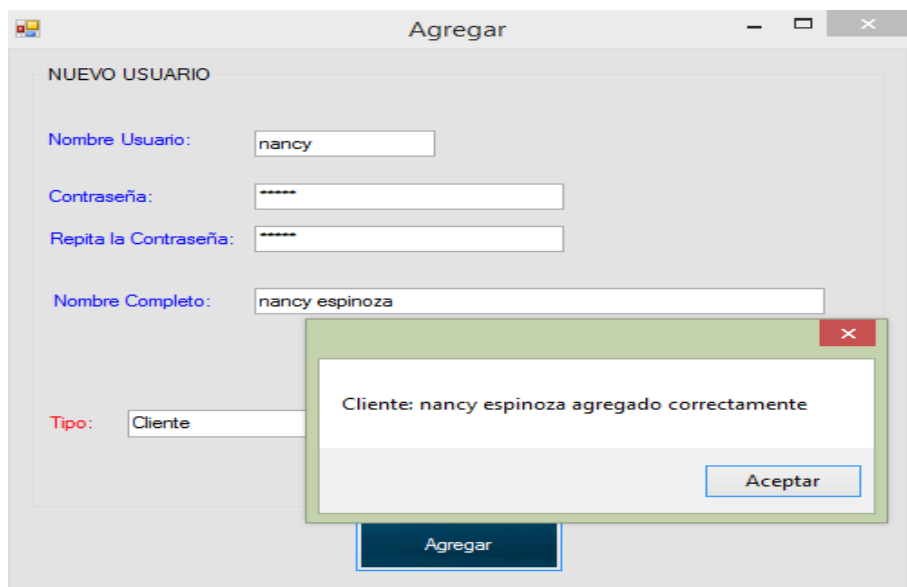 Agregar
NUEVO USUARIO
Nombre Usuario: nancy
Contraseña: *****
Repita la Contraseña: *****
Nombre Completo: nancy espinoza
Cliente: nancy espinoza agregado correctamente
Tipo: Cliente
Aceptar
Agregar